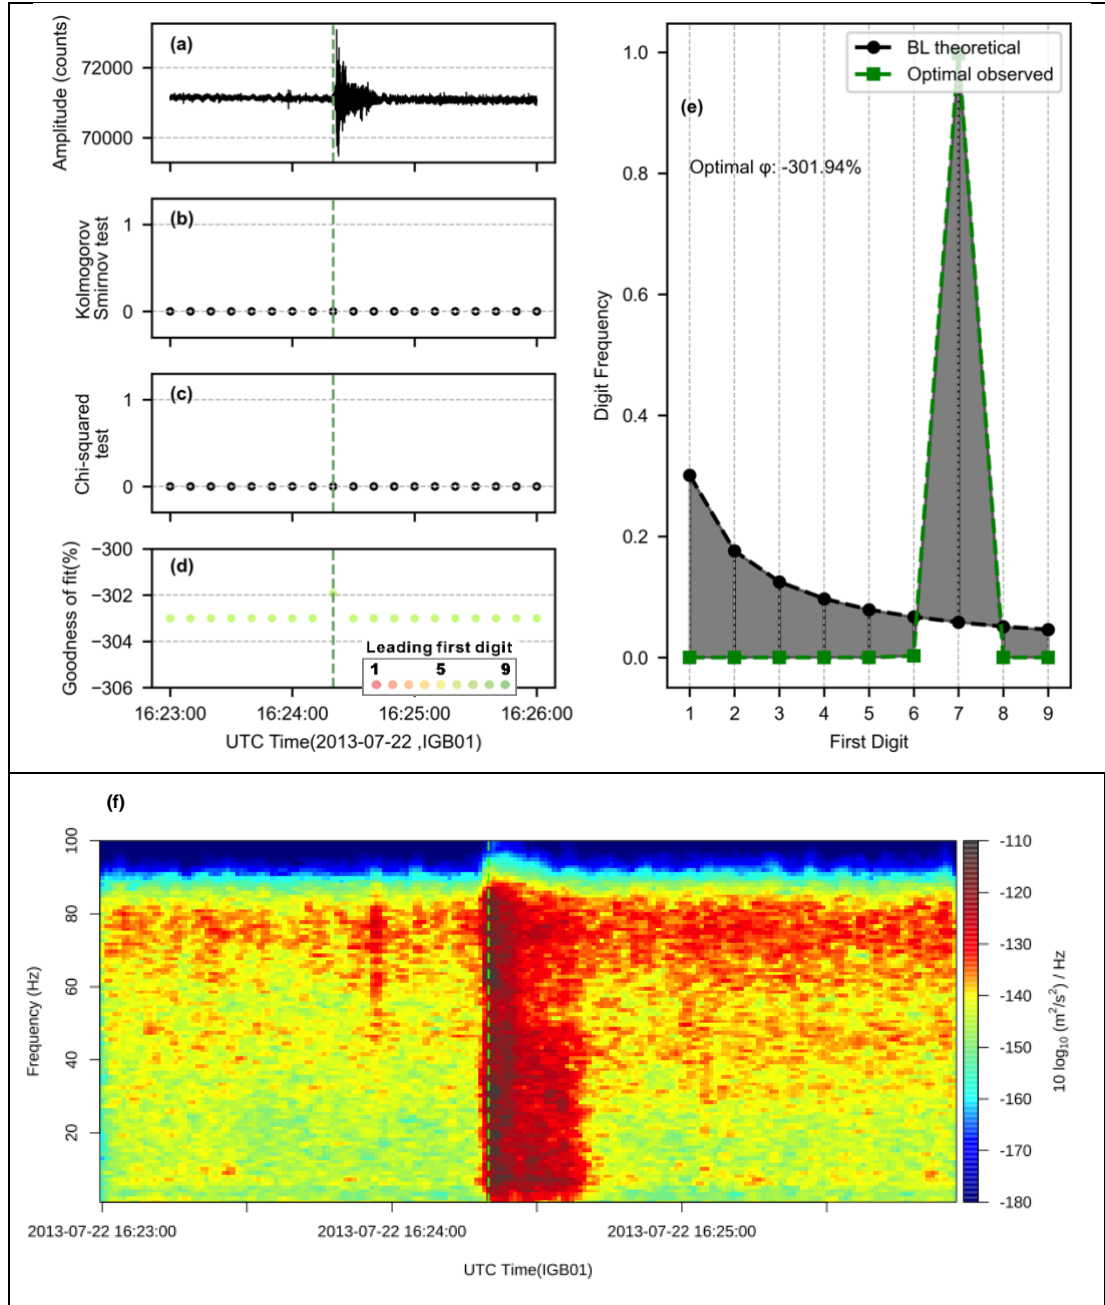 (a)
Amplitude (counts)
72000
70000
(b)
Kolmogorov
Smirnov test
1
0
(c)
Chi-squared
test
1
0
(d)
Goodness of fit(%)
−300
−302
−304
−306
Leading first digit
1 5 9
16:23:00 16:24:00 16:25:00 16:26:00
UTC Time(2013-07-22 ,IGB01)
(e)
BL theoretical
Optimal observed
Optimal φ: -301.94%
Digit Frequency
1.0
0.8
0.6
0.4
0.2
0.0
1 2 3 4 5 6 7 8 9
First Digit
(f)
Frequency (Hz)
100
80
60
40
20
2013-07-22 16:23:00 2013-07-22 16:24:00 2013-07-22 16:25:00
UTC Time(IGB01)
-110
-120
-130
-140
-150
-160
-170
-180
10 log₁₀ (m²/s²) / Hz